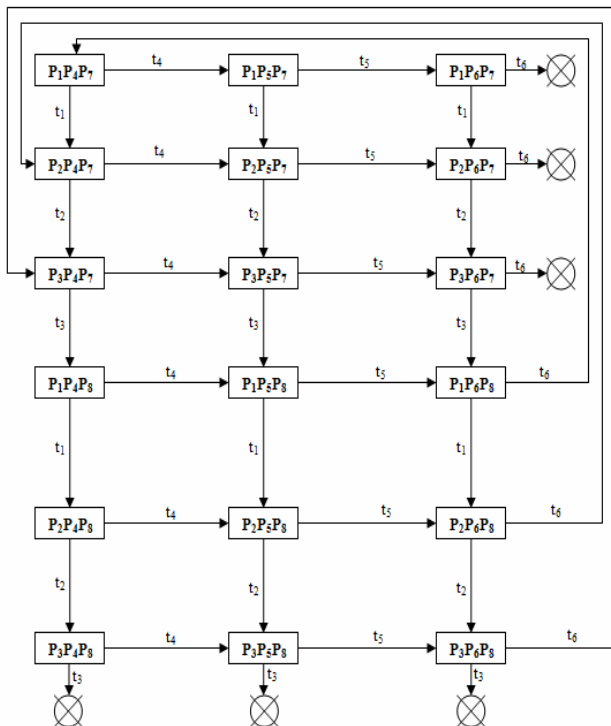 P₁P₄P₇ t₄ P₁P₅P₇ t₅ P₁P₆P₇ t₆
t₁ t₁ t₁
P₂P₄P₇ t₄ P₂P₅P₇ t₅ P₂P₆P₇ t₆
t₂ t₂ t₂
P₃P₄P₇ t₄ P₃P₅P₇ t₅ P₃P₆P₇ t₆
t₃ t₃ t₃
P₁P₄P₈ t₄ P₁P₅P₈ t₅ P₁P₆P₈ t₆
t₁ t₁ t₁
P₂P₄P₈ t₄ P₂P₅P₈ t₅ P₂P₆P₈ t₆
t₂ t₂ t₂
P₃P₄P₈ t₄ P₃P₅P₈ t₅ P₃P₆P₈ t₆
t₃ t₃ t₃